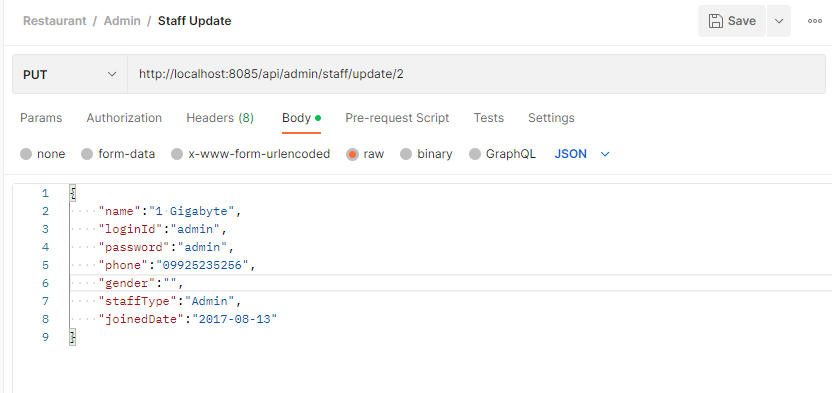 Restaurant / Admin / Staff Update
Save
PUT
http://localhost:8085/api/admin/staff/update/2
Params Authorization Headers (8) Body Pre-request Script Tests Settings
none form-data x-www-form-urlencoded raw binary GraphQL JSON
1 {
2 "name":"1 Gigabyte",
3 "loginId":"admin",
4 "password":"admin",
5 "phone":"09925235256",
6 "gender":"",
7 "staffType":"Admin",
8 "joinedDate":"2017-08-13"
9 }